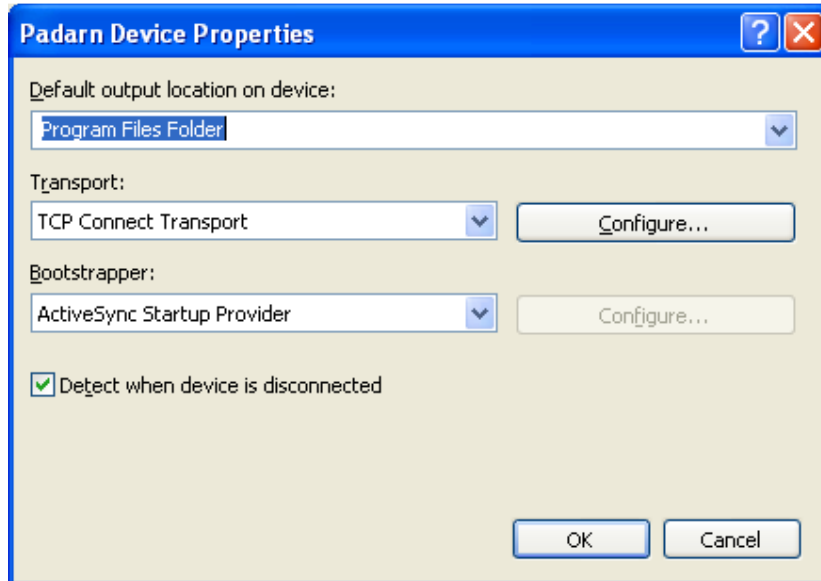 Padarn Device Properties
Default output location on device:
Program Files Folder
Transport:
TCP Connect Transport
Configure...
Bootstrapper:
ActiveSync Startup Provider
Configure...
Detect when device is disconnected
OK
Cancel